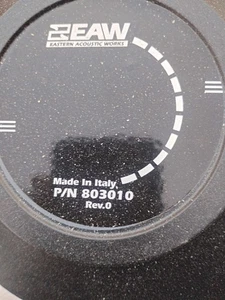 EAW
EASTERN ACOUSTIC WORKS
Made In Italy
P/N 803010
Rev.0